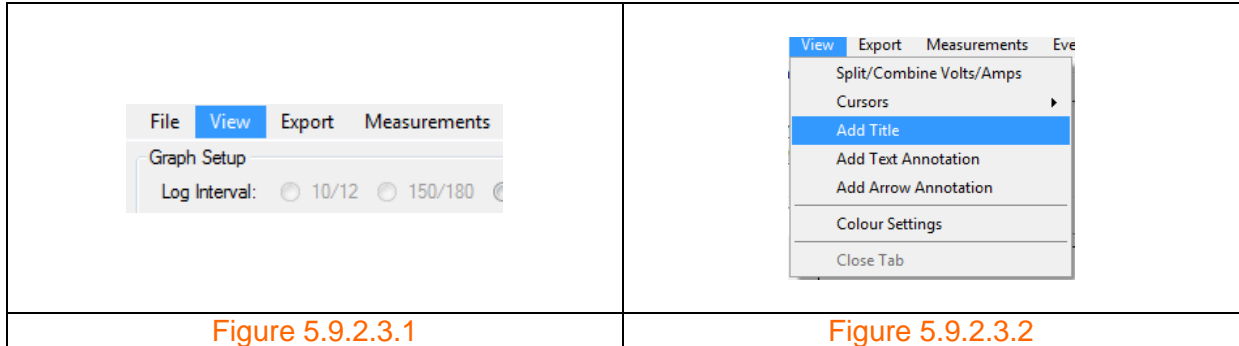 File View Export Measurements
Graph Setup
Log Interval: 10/12 150/180
View Export Measurements Eve
Split/Combine Volts/Amps
Cursors
Add Title
Add Text Annotation
Add Arrow Annotation
Colour Settings
Close Tab
Figure 5.9.2.3.1
Figure 5.9.2.3.2